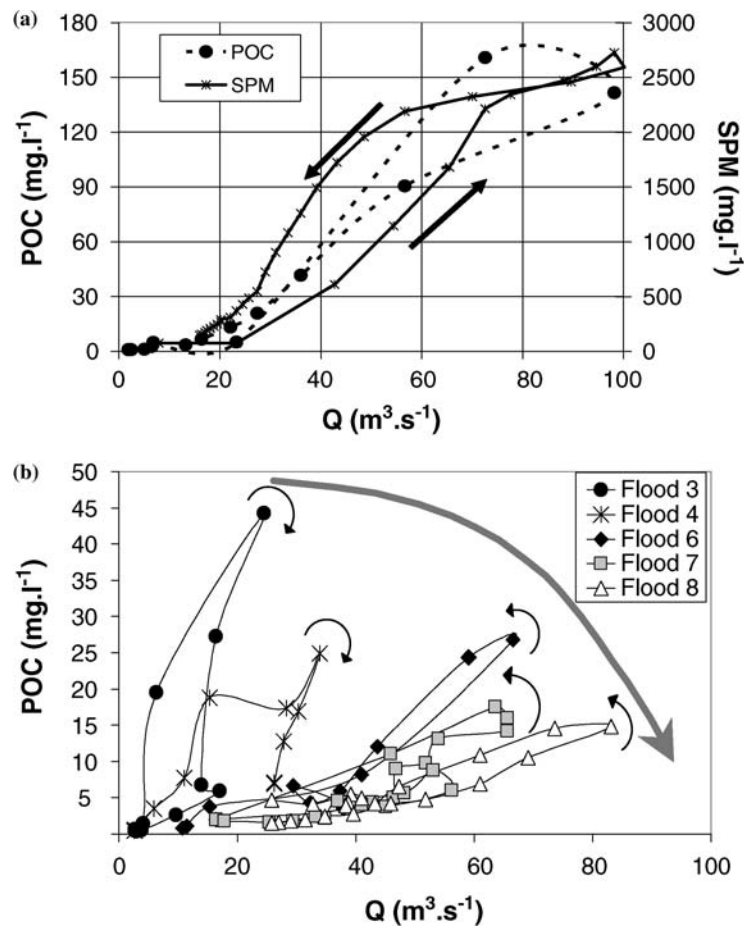 (a)
POC (mg.l⁻¹)
180
150
120
90
60
30
0
POC
SPM
3000
2500
2000
1500
1000
500
0
SPM (mg.l⁻¹)
0 20 40 60 80 100
Q (m³.s⁻¹)
(b)
POC (mg.l⁻¹)
50
45
40
35
30
25
20
15
10
5
0
Flood 3
Flood 4
Flood 6
Flood 7
Flood 8
0 20 40 60 80 100
Q (m³.s⁻¹)